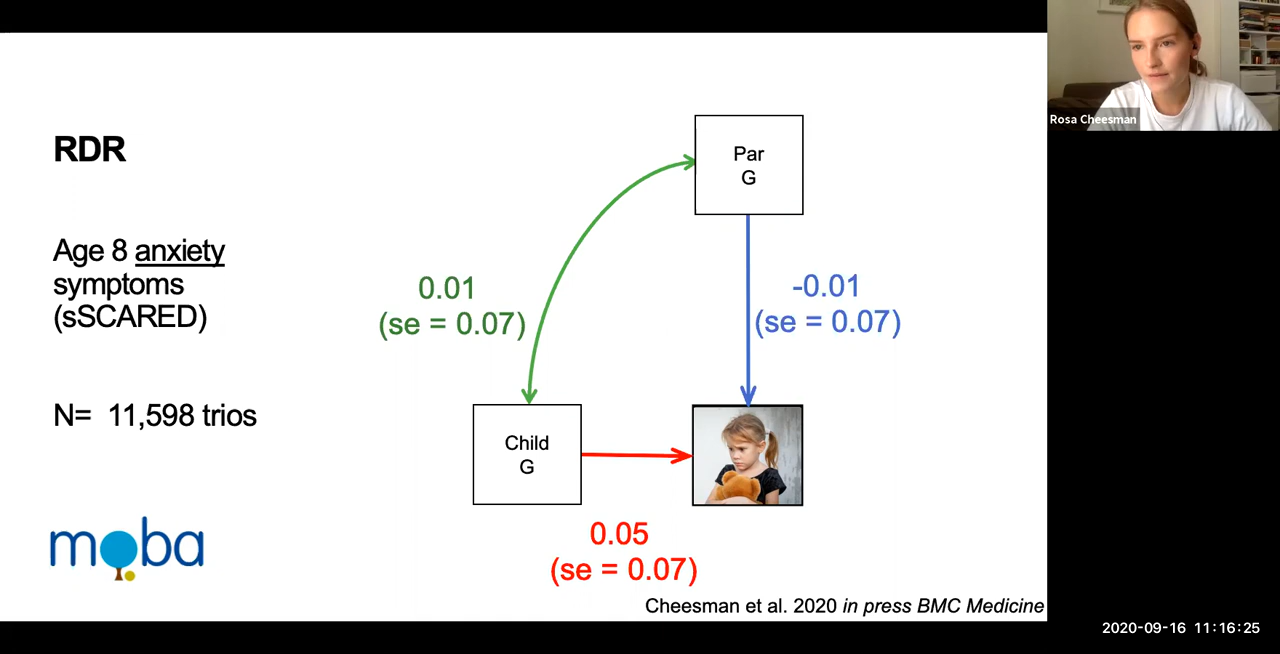 RDR
Age 8 anxiety
symptoms
(sSCARED)
N= 11,598 trios
moba
Par
G
0.01
(se = 0.07)
-0.01
(se = 0.07)
Child
G
0.05
(se = 0.07)
Cheesman et al. 2020 in press BMC Medicine
Rosa Cheesman
2020-09-16 11:16:25